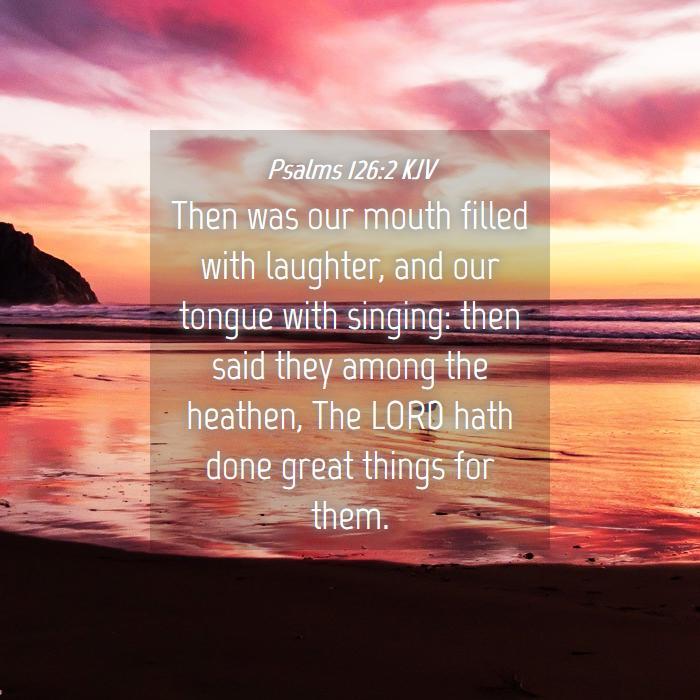 Psalms 126:2 KJV
Then was our mouth filled
with laughter, and our
tongue with singing: then
said they among the
heathen, The LORD hath
done great things for
them.